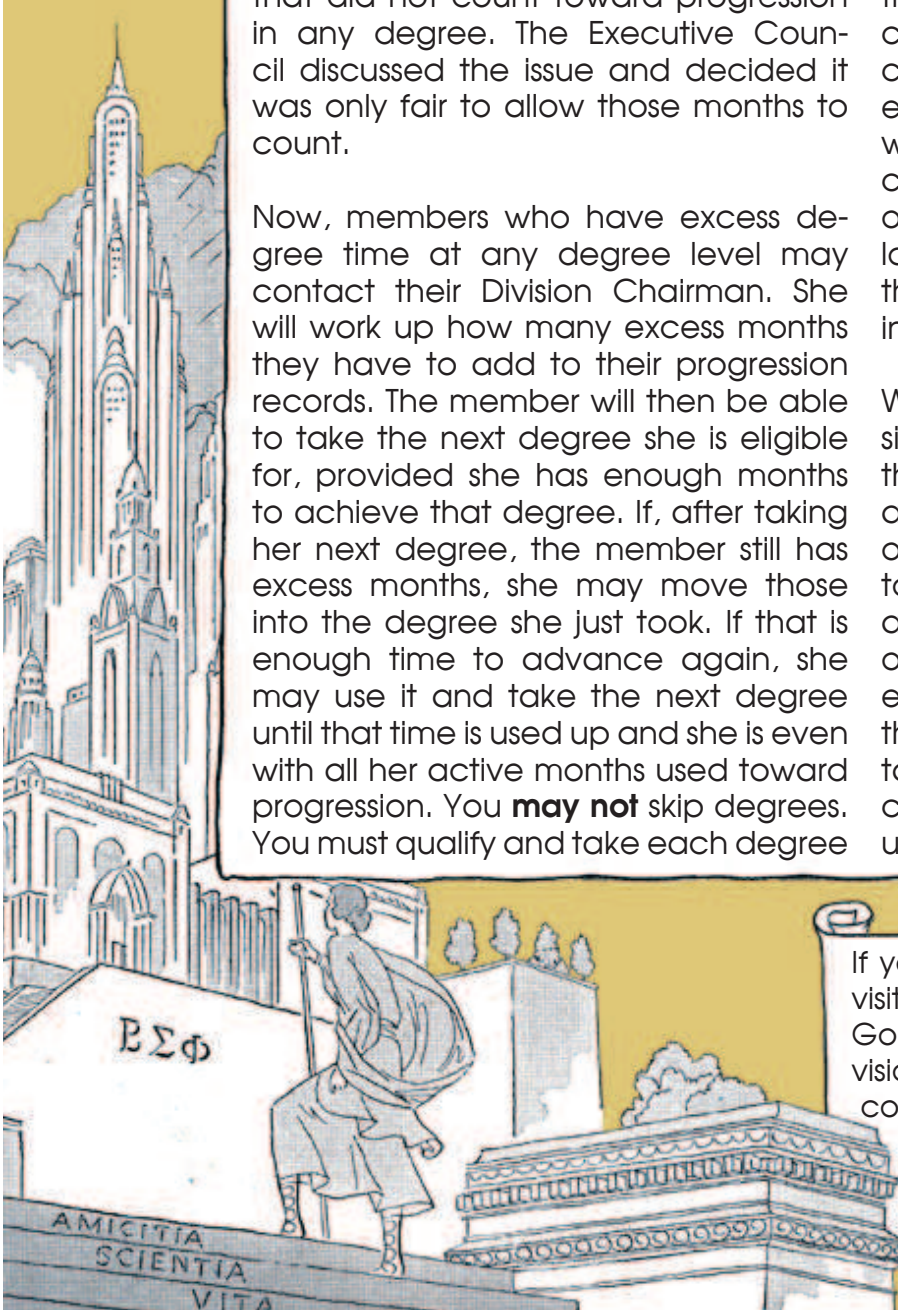 that did not count toward progression
in any degree. The Executive Coun-
cil discussed the issue and decided it
was only fair to allow those months to
count.
Now, members who have excess de-
gree time at any degree level may
contact their Division Chairman. She
will work up how many excess months
they have to add to their progression
records. The member will then be able
to take the next degree she is eligible
for, provided she has enough months
to achieve that degree. If, after taking
her next degree, the member still has
excess months, she may move those
into the degree she just took. If that is
enough time to advance again, she
may use it and take the next degree
until that time is used up and she is even
with all her active months used toward
progression. You may not skip degrees.
You must qualify and take each degree
If
visit
ΒΣΦ
AMICITIA
SCIENTIA
VITA